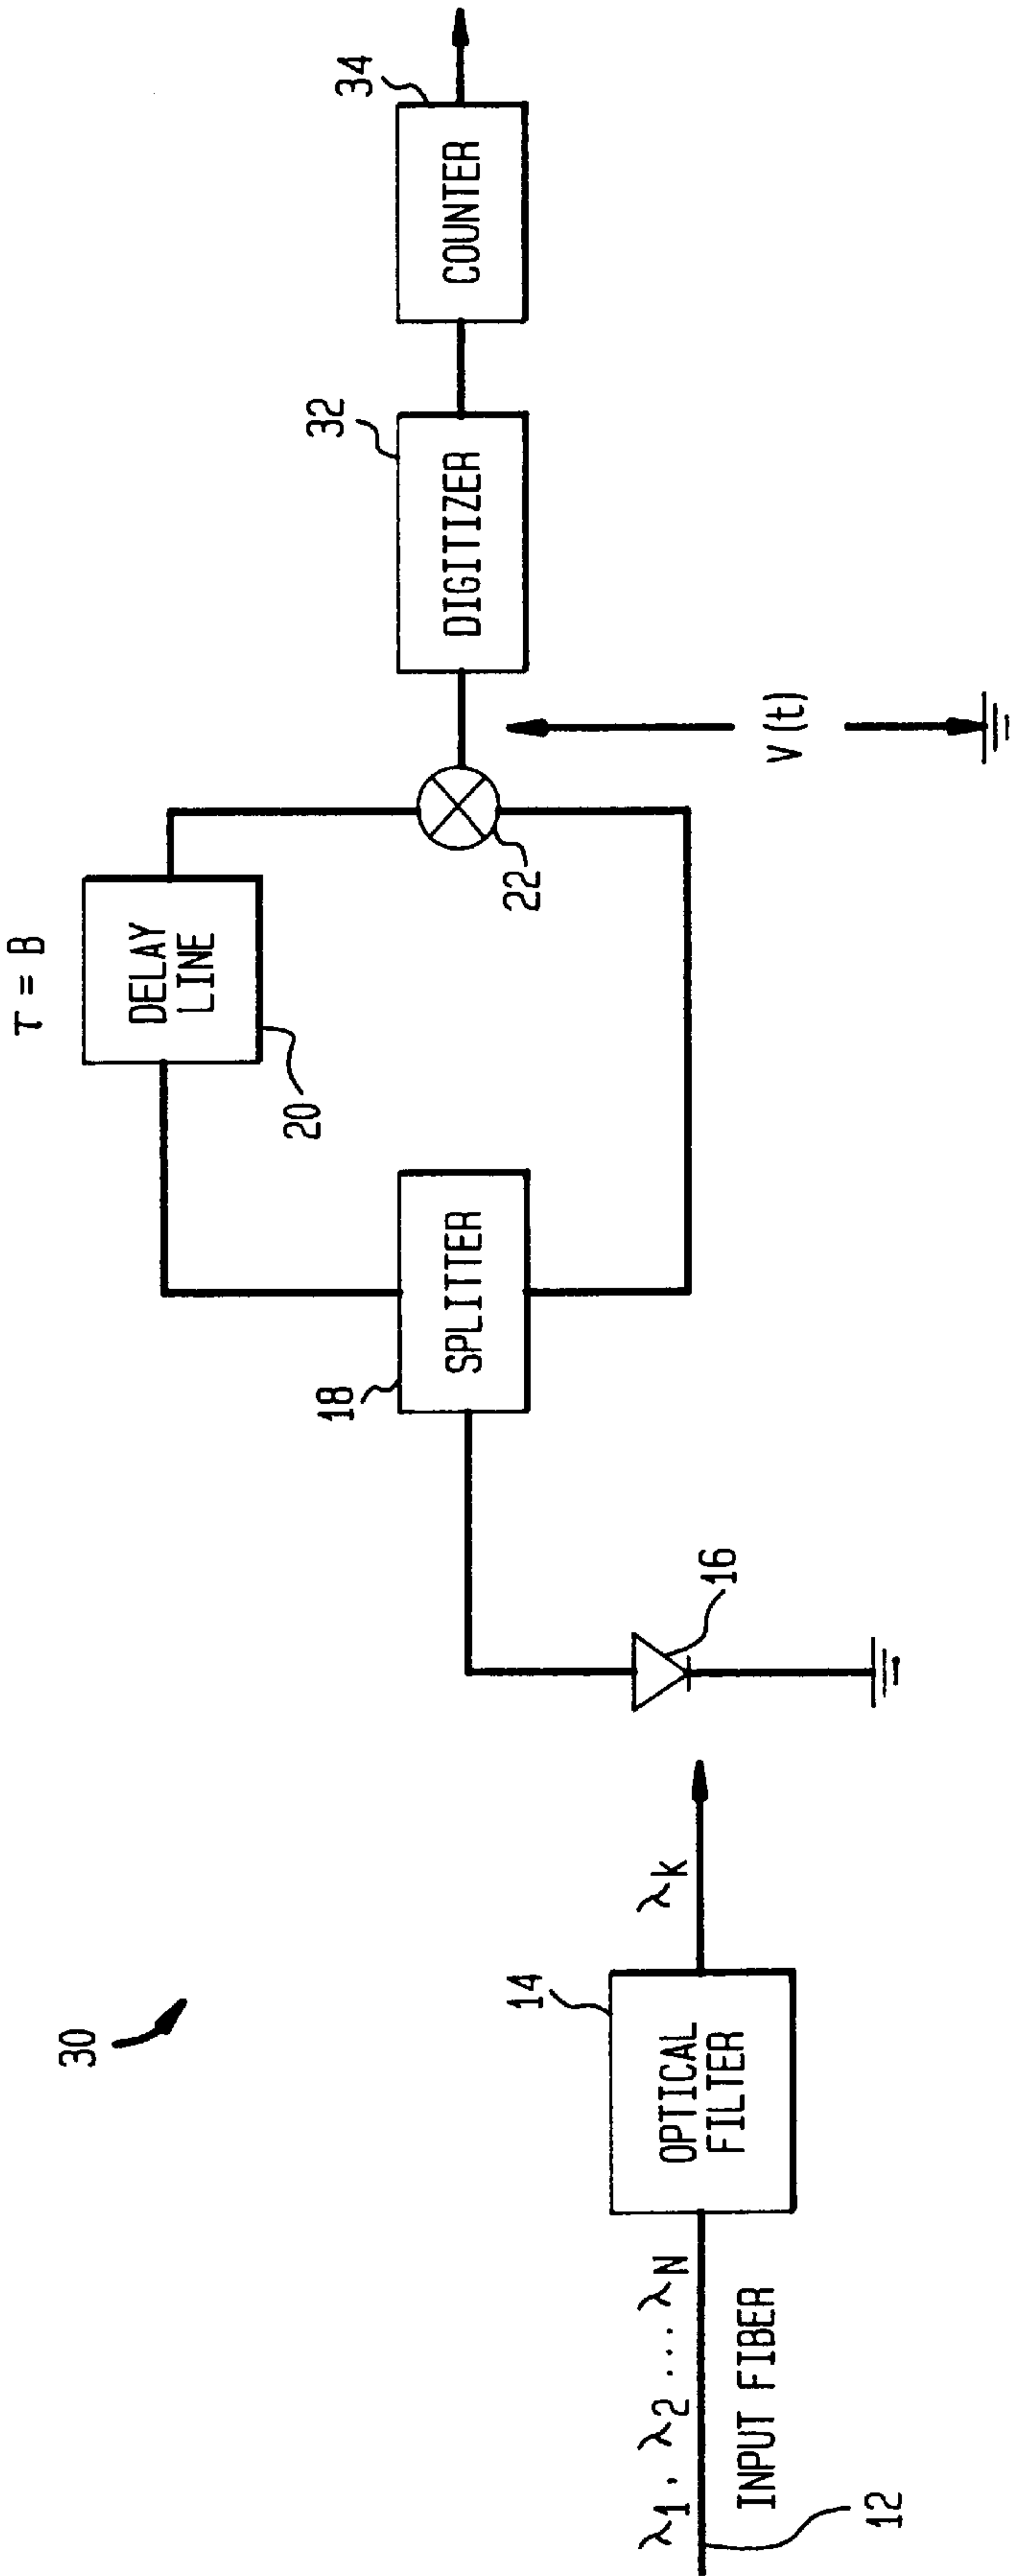 30
λ1, λ2 ... λN
INPUT FIBER
12
OPTICAL
FILTER
14
λk
16
SPLITTER
18
τ = B
DELAY
LINE
20
22
V(t)
DIGITIZER
32
COUNTER
34